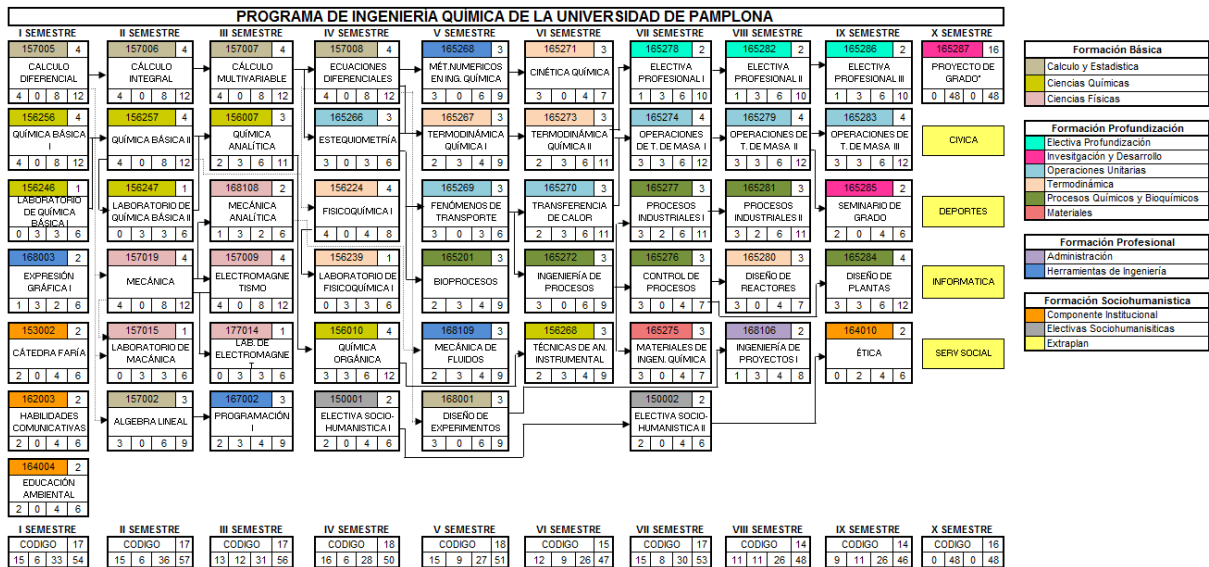 PROGRAMA DE INGENIERÍA QUÍMICA DE LA UNIVERSIDAD DE PAMPLONA
I SEMESTRE II SEMESTRE III SEMESTRE IV SEMESTRE V SEMESTRE VI SEMESTRE VII SEMESTRE VIII SEMESTRE IX SEMESTRE X SEMESTRE
157005 4 157006 4 157007 4 157008 4 165268 3 165271 3 165278 2 165282 2 165286 2 165287 16
CALCULO DIFERENCIAL CÁLCULO INTEGRAL CÁLCULO MULTIVARIABLE ECUACIONES DIFERENCIALES MÉT.NUMERICOS EN ING. QUÍMICA CINÉTICA QUÍMICA ELECTIVA PROFESIONAL I ELECTIVA PROFESIONAL II ELECTIVA PROFESIONAL III PROYECTO DE GRADO*
4 0 8 12 4 0 8 12 4 0 8 12 4 0 8 12 3 0 6 9 3 0 4 7 1 3 6 10 1 3 6 10 1 3 6 10 0 48 0 48
156256 4 156257 4 156007 3 165266 3 165267 3 165273 3 165274 4 165279 4 165283 4
QUÍMICA BÁSICA I QUÍMICA BÁSICA II QUÍMICA ANALÍTICA ESTEQUIOMETRÍA TERMODINÁMICA QUÍMICA I TERMODINÁMICA QUÍMICA II OPERACIONES DE T. DE MASA I OPERACIONES DE T. DE MASA II OPERACIONES DE T. DE MASA III CIVICA
4 0 8 12 4 0 8 12 2 3 6 11 3 0 3 6 2 3 4 9 2 3 6 11 3 3 6 12 3 3 6 12 3 3 6 12
156246 1 156247 1 168108 2 156224 4 165269 3 165270 3 165277 3 165281 3 165285 2
LABORATORIO DE QUÍMICA BÁSICA I LABORATORIO DE QUÍMICA BÁSICA II MECÁNICA ANALÍTICA FISICOQUÍMICA I FENÓMENOS DE TRANSPORTE TRANSFERENCIA DE CALOR PROCESOS INDUSTRIALES I PROCESOS INDUSTRIALES II SEMINARIO DE GRADO DEPORTES
0 3 3 6 0 3 3 6 1 3 2 6 4 0 4 8 3 0 3 6 2 3 6 11 3 2 6 11 3 2 6 11 2 0 4 6
168003 2 157019 4 157009 4 156239 1 165201 3 165272 3 165276 3 165280 3 165284 4
EXPRESIÓN GRÁFICA I MECÁNICA ELECTROMAGNE TISMO LABORATORIO DE FISICOQUÍMICA I BIOPROCESOS INGENIERÍA DE PROCESOS CONTROL DE PROCESOS DISEÑO DE REACTORES DISEÑO DE PLANTAS INFORMATICA
1 3 2 6 4 0 8 12 4 0 8 12 0 3 3 6 2 3 4 9 3 0 6 9 3 0 4 7 3 0 4 7 3 3 6 12
153002 2 157015 1 177014 1 156010 4 168109 3 156268 3 165275 3 168106 2 164010 2
CÁTEDRA FARÍA LABORATORIO DE MACÁNICA LAB. DE ELECTROMAGNE QUÍMICA ORGÁNICA MECÁNICA DE FLUIDOS TÉCNICAS DE AN. INSTRUMENTAL MATERIALES DE INGEN. QUÍMICA INGENIERÍA DE PROYECTOS I ÉTICA SERV SOCIAL
2 0 4 6 0 3 3 6 0 3 3 6 3 3 6 12 2 3 4 9 2 3 4 9 3 0 4 7 1 3 4 8 0 2 4 6
162003 2 157002 3 167002 3 150001 2 168001 3 150002 2
HABILIDADES COMUNICATIVAS ALGEBRA LINEAL PROGRAMACIÓN I ELECTIVA SOCIO-HUMANISTICA I DISEÑO DE EXPERIMENTOS ELECTIVA SOCIO-HUMANISTICA II
2 0 4 6 3 0 6 9 2 3 4 9 2 0 4 6 3 0 6 9 2 0 4 6
164004 2
EDUCACIÓN AMBIENTAL
2 0 4 6
I SEMESTRE II SEMESTRE III SEMESTRE IV SEMESTRE V SEMESTRE VI SEMESTRE VII SEMESTRE VIII SEMESTRE IX SEMESTRE X SEMESTRE
CODIGO 17 CODIGO 17 CODIGO 17 CODIGO 18 CODIGO 18 CODIGO 15 CODIGO 17 CODIGO 14 CODIGO 14 CODIGO 16
15 6 33 54 15 6 36 57 13 12 31 56 16 6 28 50 15 9 27 51 12 9 26 47 15 8 30 53 11 11 26 48 9 11 26 46 0 48 0 48
Formación Básica
Calculo y Estadistica
Ciencias Químicas
Ciencias Físicas
Formación Profundización
Electiva Profundización
Invesitgación y Desarrollo
Operaciones Unitarias
Termodinámica
Procesos Químicos y Bioquímicos
Materiales
Formación Profesional
Administración
Herramientas de Ingeniería
Formación Sociohumanistica
Componente Institucional
Electivas Sociohumanisiticas
Extraplan